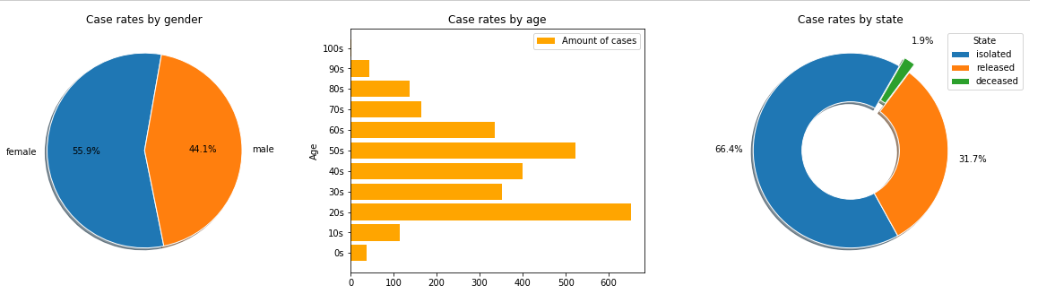 Case rates by gender
female
55.9%
44.1%
male
Case rates by age
Amount of cases
Age
100s
90s
80s
70s
60s
50s
40s
30s
20s
10s
0s
0 100 200 300 400 500 600
Case rates by state
State
isolated
released
deceased
1.9%
66.4%
31.7%